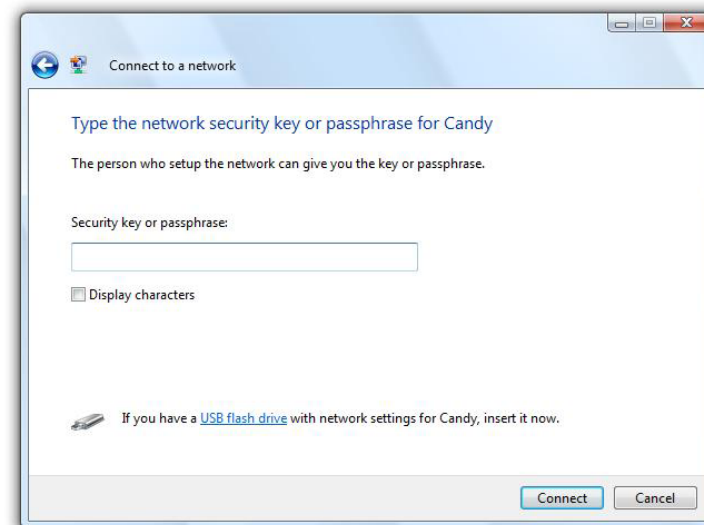 Connect to a network
Type the network security key or passphrase for Candy
The person who setup the network can give you the key or passphrase.
Security key or passphrase:
Display characters
If you have a USB flash drive with network settings for Candy, insert it now.
Connect
Cancel